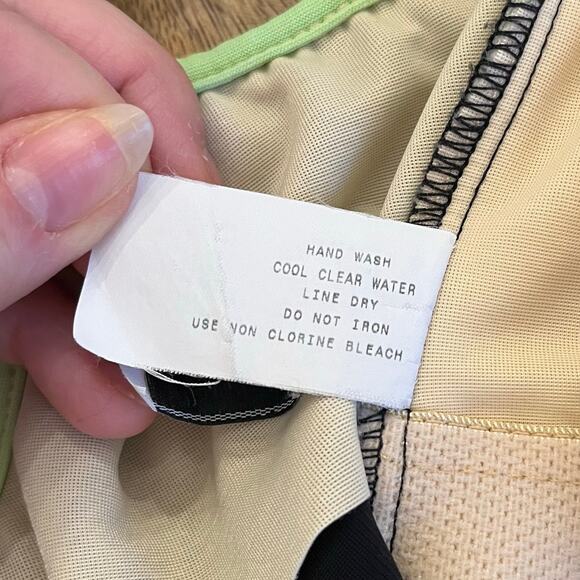 HAND WASH
COOL CLEAR WATER
LINE DRY
DO NOT IRON
USE NON CLORINE BLEACH